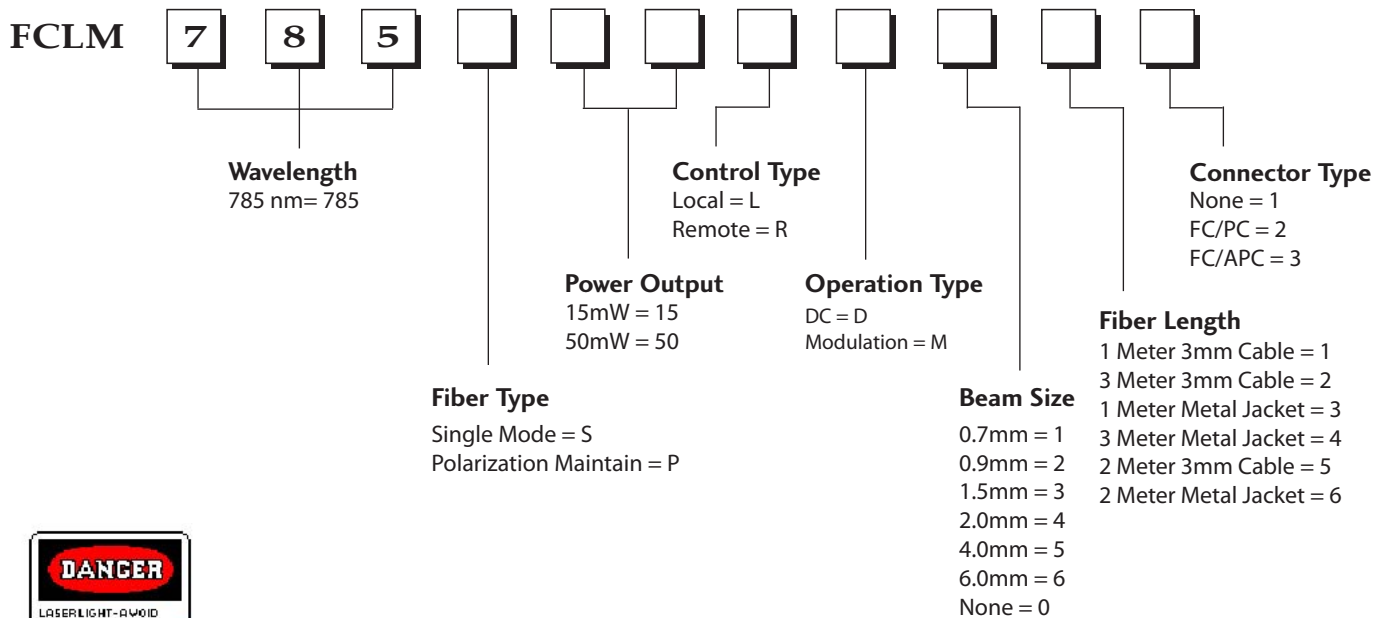 FCLM 7 8 5
Wavelength
785 nm= 785
Control Type
Local = L
Remote = R
Connector Type
None = 1
FC/PC = 2
FC/APC = 3
Power Output
15mW = 15
50mW = 50
Operation Type
DC = D
Modulation = M
Fiber Length
1 Meter 3mm Cable = 1
3 Meter 3mm Cable = 2
1 Meter Metal Jacket = 3
3 Meter Metal Jacket = 4
2 Meter 3mm Cable = 5
2 Meter Metal Jacket = 6
Fiber Type
Single Mode = S
Polarization Maintain = P
Beam Size
0.7mm = 1
0.9mm = 2
1.5mm = 3
2.0mm = 4
4.0mm = 5
6.0mm = 6
None = 0
DANGER
LASERLIGHT-AVOID